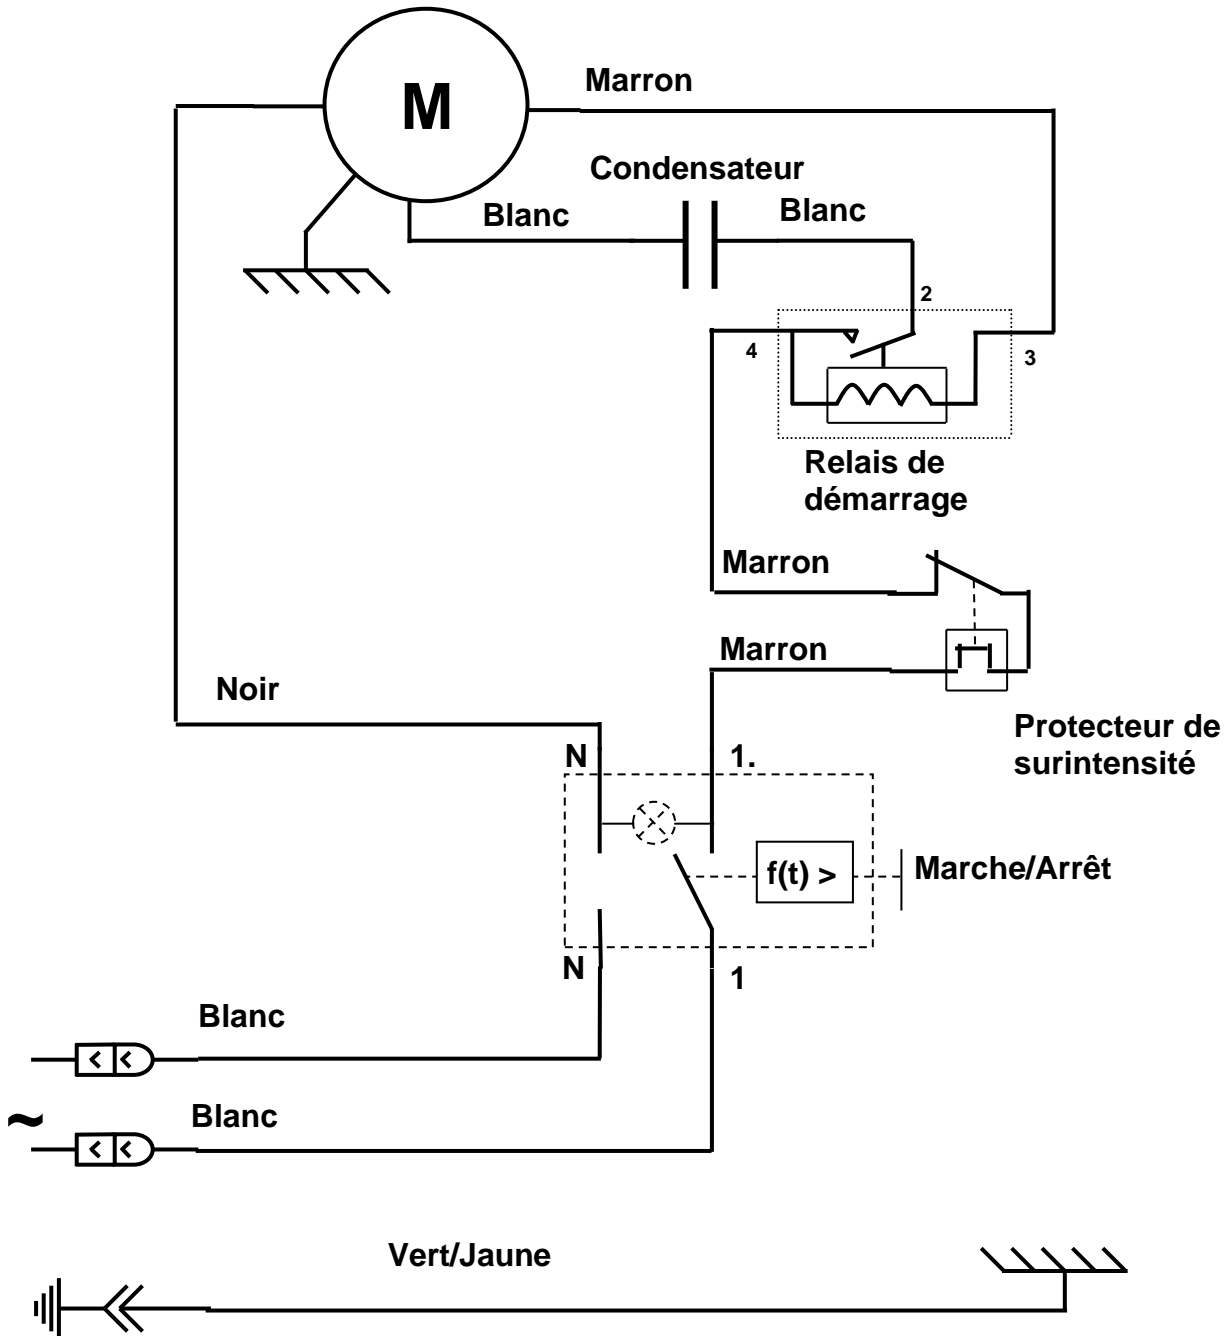 M
Marron
Condensateur
Blanc
Blanc
2
4
3
Relais de
démarrage
Marron
Marron
Noir
Protecteur de
surintensité
N
1.
f(t) >
Marche/Arrêt
N
1
Blanc
~
Blanc
Vert/Jaune